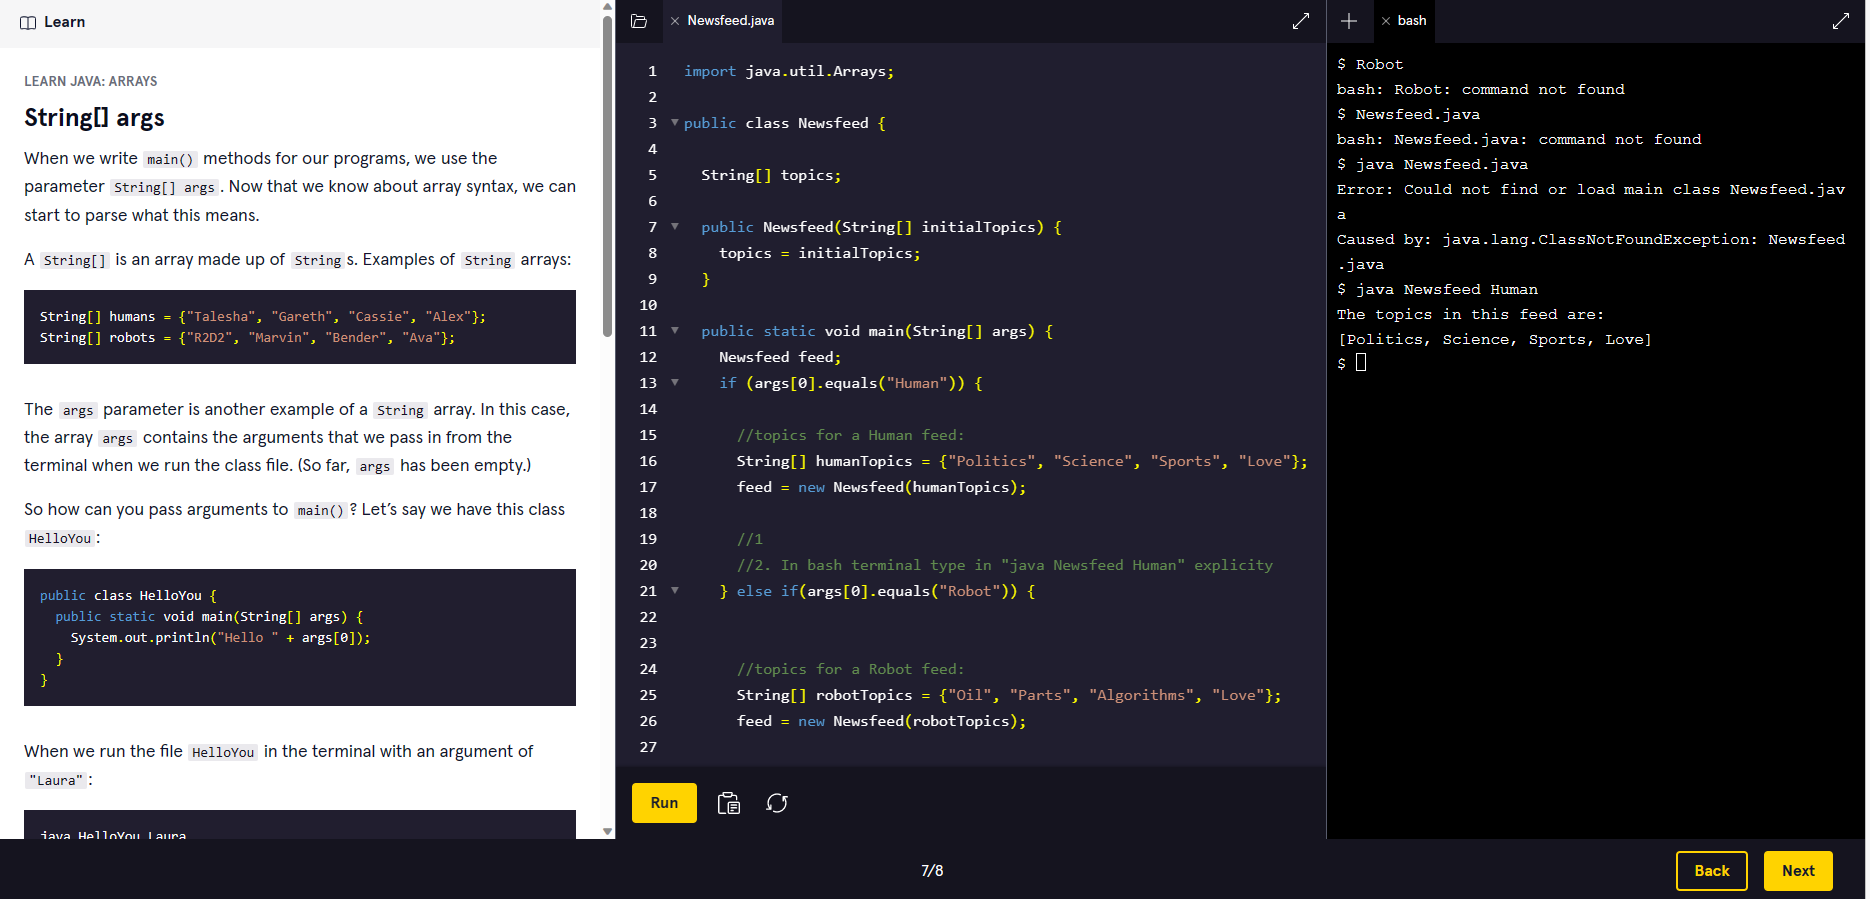 Learn
LEARN JAVA: ARRAYS
String[] args
When we write main() methods for our programs, we use the
parameter String[] args. Now that we know about array syntax, we can
start to parse what this means.
A String[] is an array made up of Strings. Examples of String arrays:
String[] humans = {"Talesha", "Gareth", "Cassie", "Alex"};
String[] robots = {"R2D2", "Marvin", "Bender", "Ava"};
The args parameter is another example of a String array. In this case,
the array args contains the arguments that we pass in from the
terminal when we run the class file. (So far, args has been empty.)
So how can you pass arguments to main()? Let's say we have this class
HelloYou:
public class HelloYou {
public static void main(String[] args) {
System.out.println("Hello " + args[0]);
}
}
When we run the file HelloYou in the terminal with an argument of
"Laura":
java HelloYou Laura
Newsfeed.java
1 import java.util.Arrays;
2
3 public class Newsfeed {
4
5 String[] topics;
6
7 public Newsfeed(String[] initialTopics) {
8 topics = initialTopics;
9 }
10
11 public static void main(String[] args) {
12 Newsfeed feed;
13 if (args[0].equals("Human")) {
14
15 //topics for a Human feed:
16 String[] humanTopics = {"Politics", "Science", "Sports", "Love"};
17 feed = new Newsfeed(humanTopics);
18
19 //1
20 //2. In bash terminal type in "java Newsfeed Human" explicity
21 } else if(args[0].equals("Robot")) {
22
23
24 //topics for a Robot feed:
25 String[] robotTopics = {"Oil", "Parts", "Algorithms", "Love"};
26 feed = new Newsfeed(robotTopics);
27
Run
bash
$ Robot
bash: Robot: command not found
$ Newsfeed.java
bash: Newsfeed.java: command not found
$ java Newsfeed.java
Error: Could not find or load main class Newsfeed.jav
a
Caused by: java.lang.ClassNotFoundException: Newsfeed
.java
$ java Newsfeed Human
The topics in this feed are:
[Politics, Science, Sports, Love]
$
7/8
Back
Next